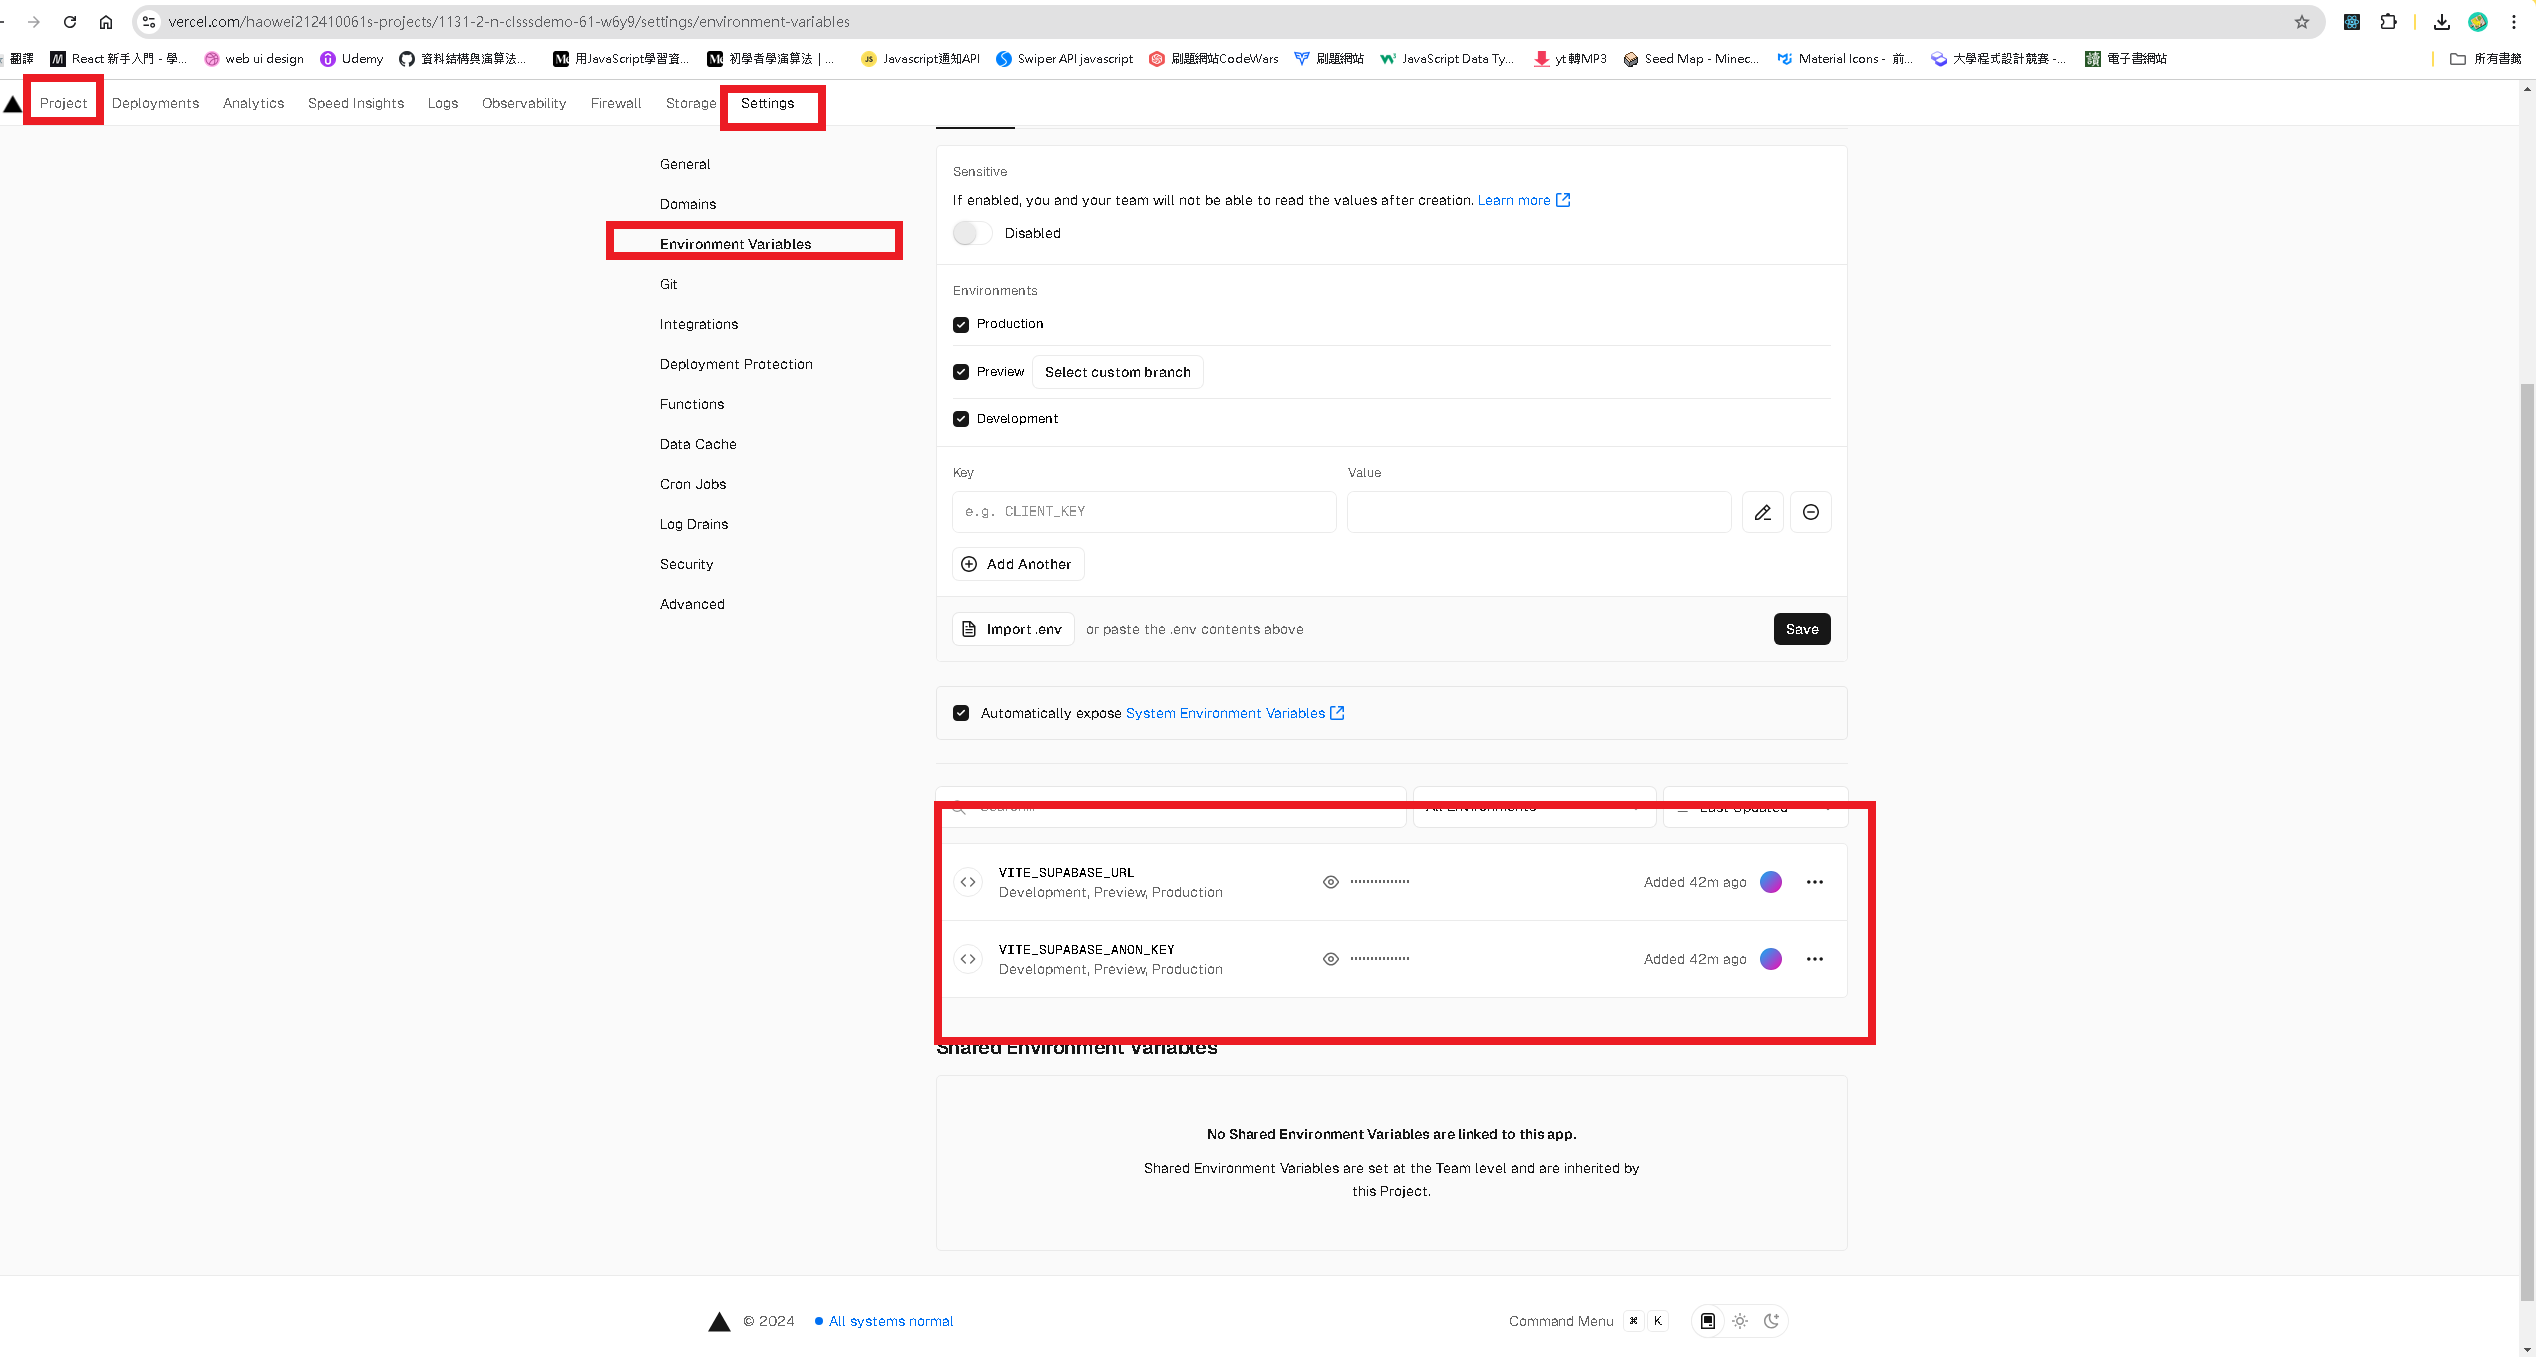 vercel.com/haowei212410061s-projects/1131-2-n-clsssdemo-61-w6y9/settings/environment-variables
翻譯 React 新手入門 - 學... web ui design Udemy 資料結構與演算法... 用JavaScript學習資... 初學者學演算法 | ... Javascript通知API Swiper API javascript 刷題網站CodeWars 刷題網站 JavaScript Data Ty... yt 轉MP3 Seed Map - Minec... Material Icons - 前... 大學程式設計競賽 -... 電子書網站 所有書籤
Project Deployments Analytics Speed Insights Logs Observability Firewall Storage Settings
General
Domains
Environment Variables
Git
Integrations
Deployment Protection
Functions
Data Cache
Cron Jobs
Log Drains
Security
Advanced
Sensitive
If enabled, you and your team will not be able to read the values after creation. Learn more
Disabled
Environments
Production
Preview Select custom branch
Development
Key Value
e.g. CLIENT_KEY
Add Another
Import .env or paste the .env contents above Save
Automatically expose System Environment Variables
Search... All Environments Last Updated
VITE_SUPABASE_URL
Development, Preview, Production •••••••••••••• Added 42m ago
VITE_SUPABASE_ANON_KEY
Development, Preview, Production •••••••••••••• Added 42m ago
Shared Environment Variables
No Shared Environment Variables are linked to this app.
Shared Environment Variables are set at the Team level and are inherited by
this Project.
© 2024 All systems normal Command Menu ⌘ K